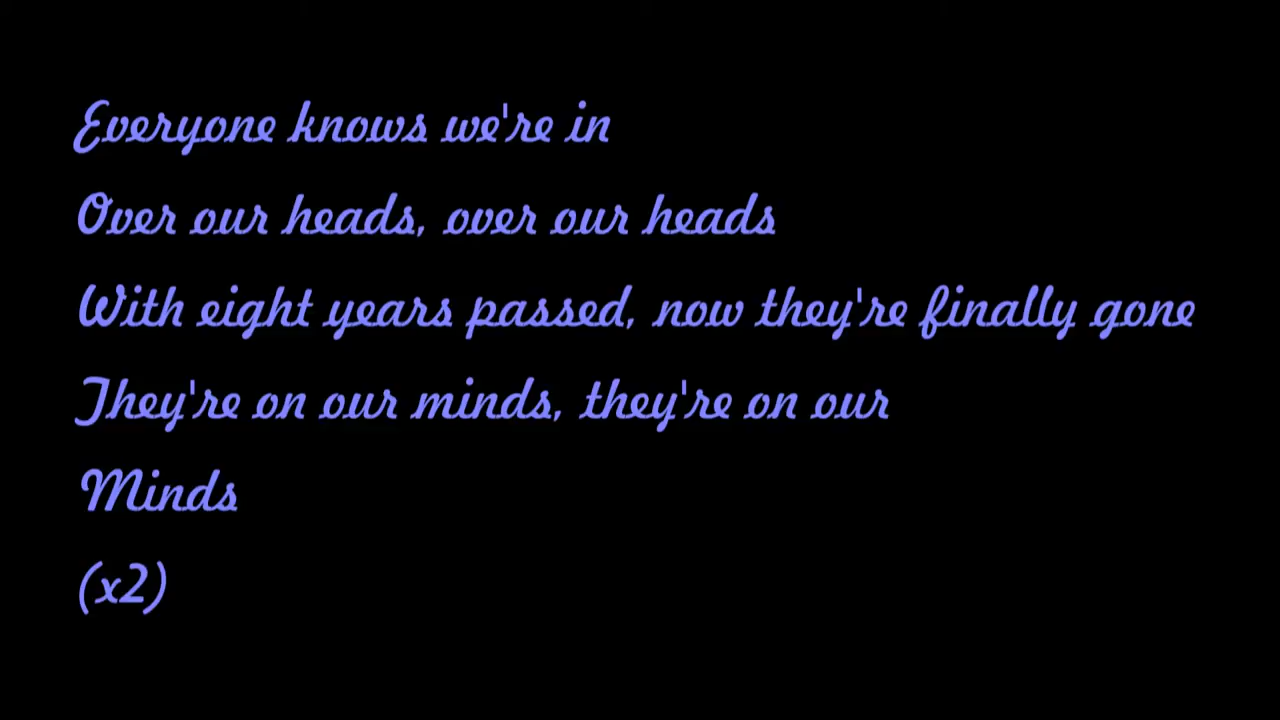 Everyone knows we're in
Over our heads, over our heads
With eight years passed, now they're finally gone
They're on our minds, they're on our
Minds
(x2)